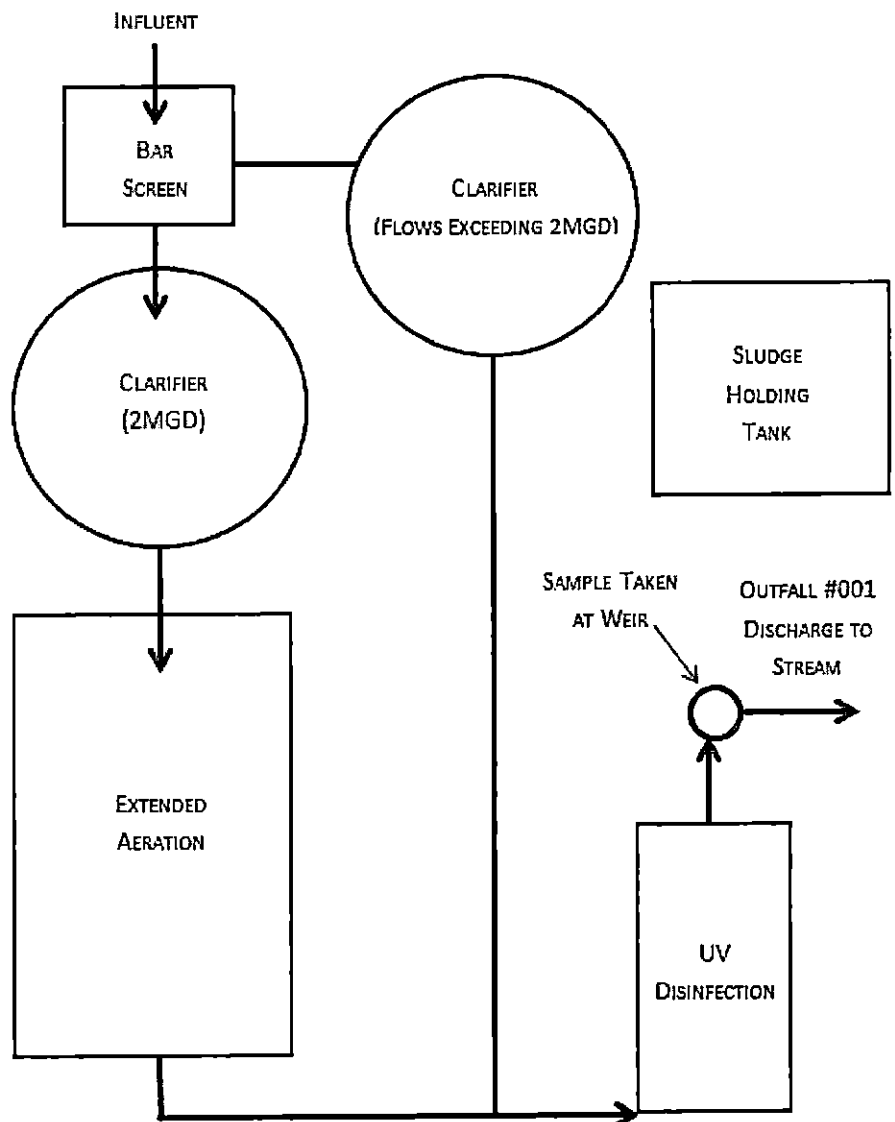 INFLUENT
BAR
SCREEN
CLARIFIER
(FLOWS EXCEEDING 2MGD)
CLARIFIER
(2MGD)
SLUDGE
HOLDING
TANK
SAMPLE TAKEN
AT WEIR
OUTFALL #001
DISCHARGE TO
STREAM
EXTENDED
AERATION
UV
DISINFECTION